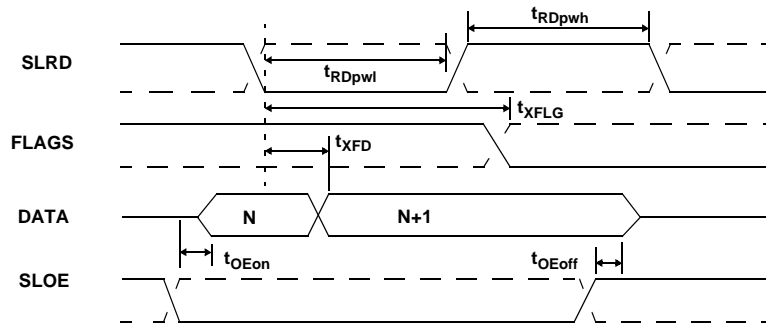 tRDpwh
SLRD
tRDpwl
tXFLG
FLAGS
tXFD
DATA
N
N+1
tOEon
tOEoff
SLOE